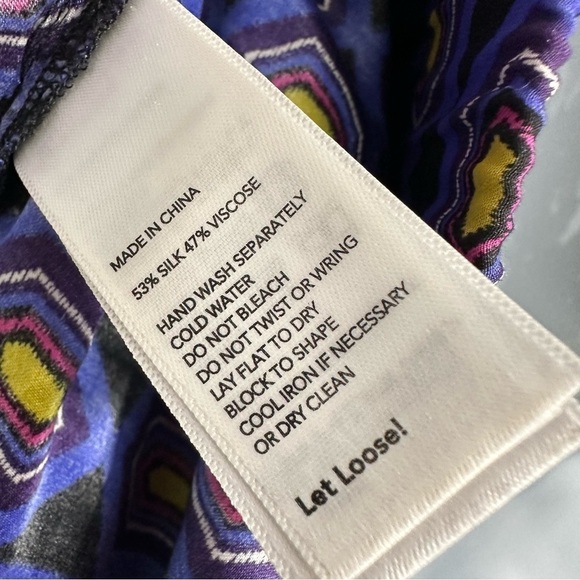 MADE IN CHINA
53% SILK 47% VISCOSE
HAND WASH SEPARATELY
COLD WATER
DO NOT BLEACH
DO NOT TWIST OR WRING
LAY FLAT TO DRY
BLOCK TO SHAPE
COOL IRON IF NECESSARY
OR DRY CLEAN
Let Loose!